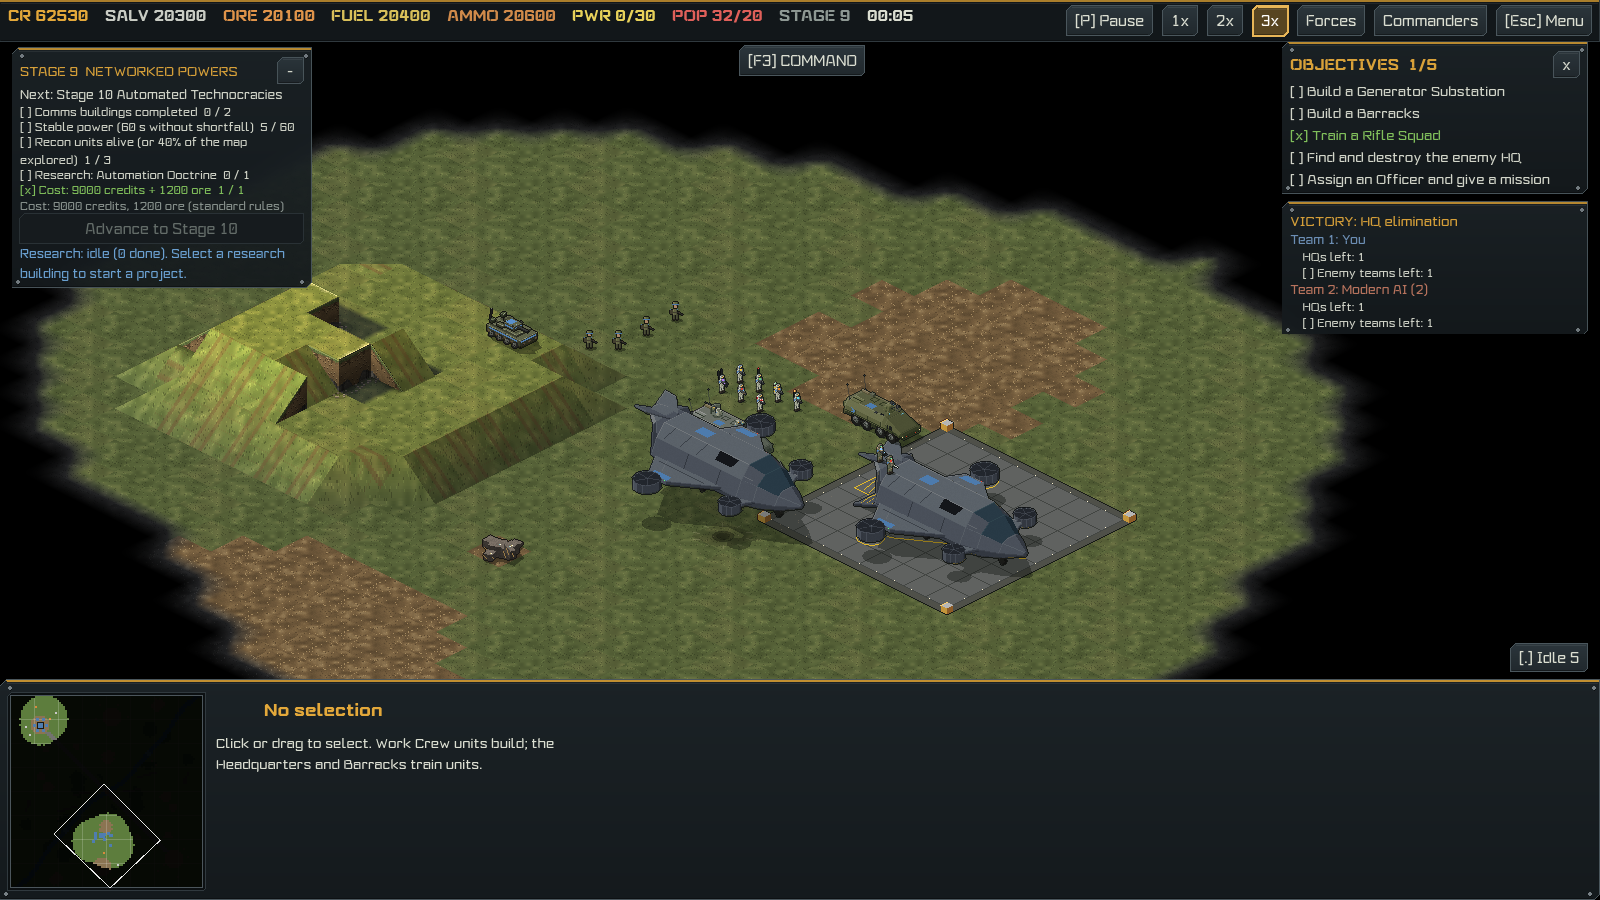 CR 62530 SALV 20300 ORE 20100 FUEL 20400 AMMO 20600 PWR 0/30 POP 32/20 STAGE 9 00:05
[P] Pause 1x 2x 3x Forces Commanders [Esc] Menu
[F3] COMMAND
STAGE 9 NETWORKED POWERS -
Next: Stage 10 Automated Technocracies
[ ] Comms buildings completed 0 / 2
[ ] Stable power (60 s without shortfall) 5 / 60
[ ] Recon units alive (or 40% of the map
explored) 1 / 3
[ ] Research: Automation Doctrine 0 / 1
[x] Cost: 9000 credits + 1200 ore 1 / 1
Cost: 9000 credits, 1200 ore (standard rules)
Advance to Stage 10
Research: idle (0 done). Select a research
building to start a project.
OBJECTIVES 1/5 x
[ ] Build a Generator Substation
[ ] Build a Barracks
[x] Train a Rifle Squad
[ ] Find and destroy the enemy HQ
[ ] Assign an Officer and give a mission
VICTORY: HQ elimination
Team 1: You
HQs left: 1
[ ] Enemy teams left: 1
Team 2: Modern AI (2)
HQs left: 1
[ ] Enemy teams left: 1
[.] Idle 5
No selection
Click or drag to select. Work Crew units build; the
Headquarters and Barracks train units.